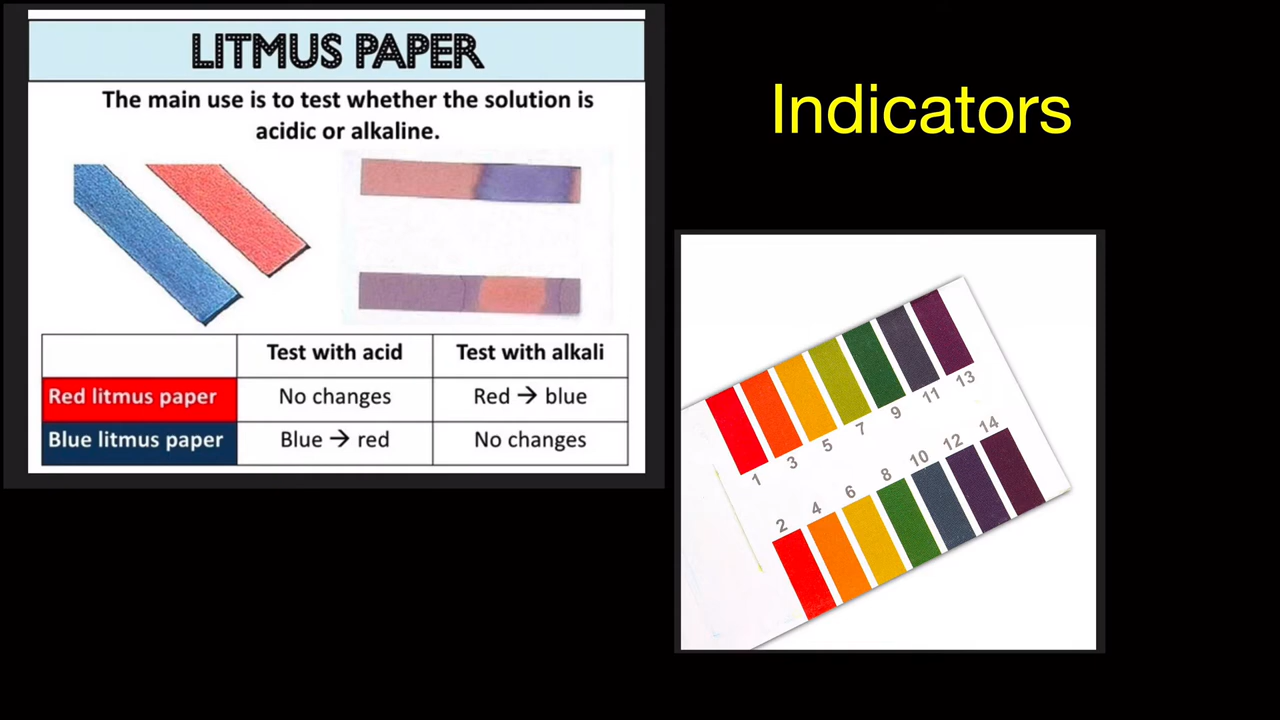 LITMUS PAPER
The main use is to test whether the solution is
acidic or alkaline.
Test with acid Test with alkali
Red litmus paper No changes Red → blue
Blue litmus paper Blue → red No changes
Indicators
1 3 5 7 9 11 13
2 4 6 8 10 12 14